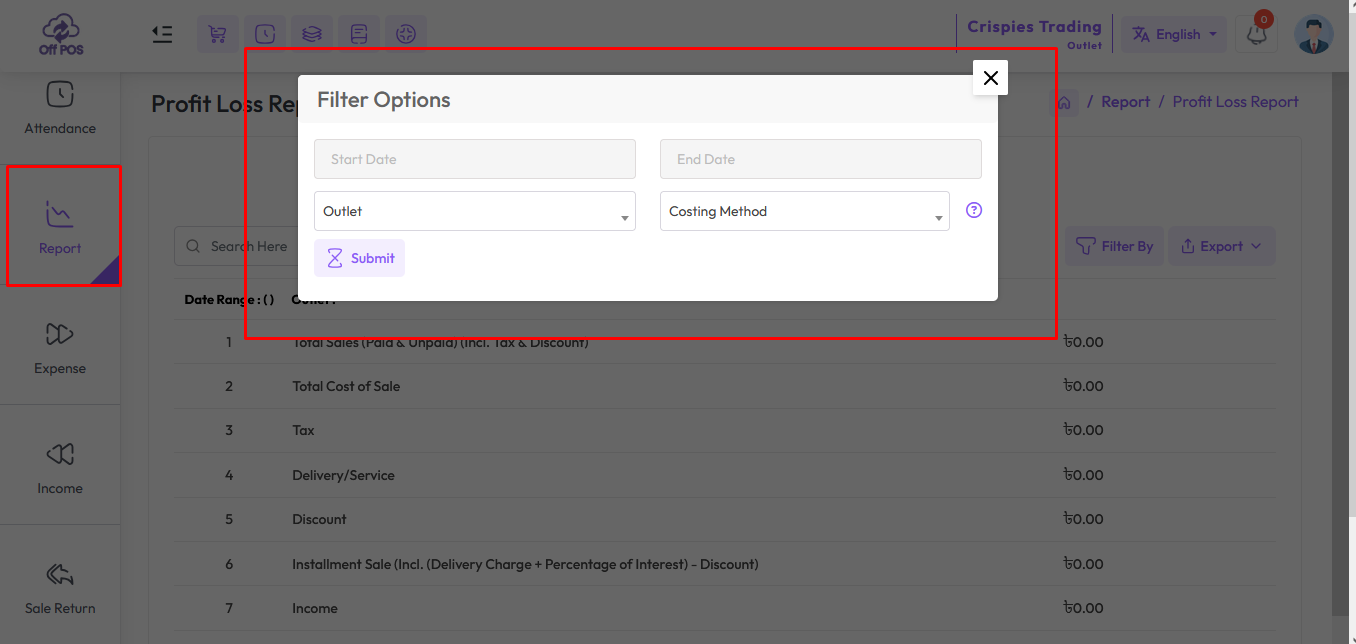 Off POS
Crispies Trading
Outlet
English
0
Attendance
Report
Expense
Income
Sale Return
Profit Loss Rep
Report / Profit Loss Report
Filter Options
Start Date
End Date
Outlet
Costing Method
?
Submit
Search Here
Filter By
Export
Date Range : ( ) Outlet :
1 Total Sales (Paid & Unpaid) (Incl. Tax & Discount) ৳0.00
2 Total Cost of Sale ৳0.00
3 Tax ৳0.00
4 Delivery/Service ৳0.00
5 Discount ৳0.00
6 Installment Sale (Incl. (Delivery Charge + Percentage of Interest) - Discount) ৳0.00
7 Income ৳0.00